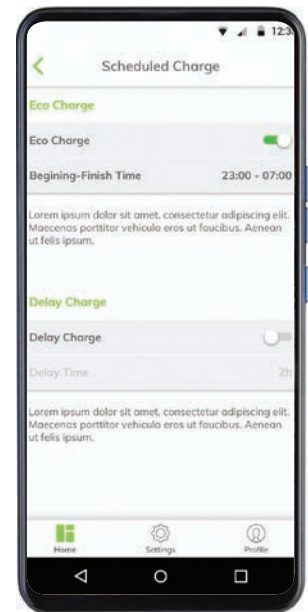 12:30
Scheduled Charge
Eco Charge
Eco Charge
Begining-Finish Time 23:00 - 07:00
Lorem ipsum dolor sit amet, consectetur adipiscing elit.
Maecenas porttitor vehicula eros ut faucibus. Aenean
ut felis ipsum.
Delay Charge
Delay Charge
Delay Time 2h
Lorem ipsum dolor sit amet, consectetur adipiscing elit.
Maecenas porttitor vehicula eros ut faucibus. Aenean
ut felis ipsum.
Home Settings Profile